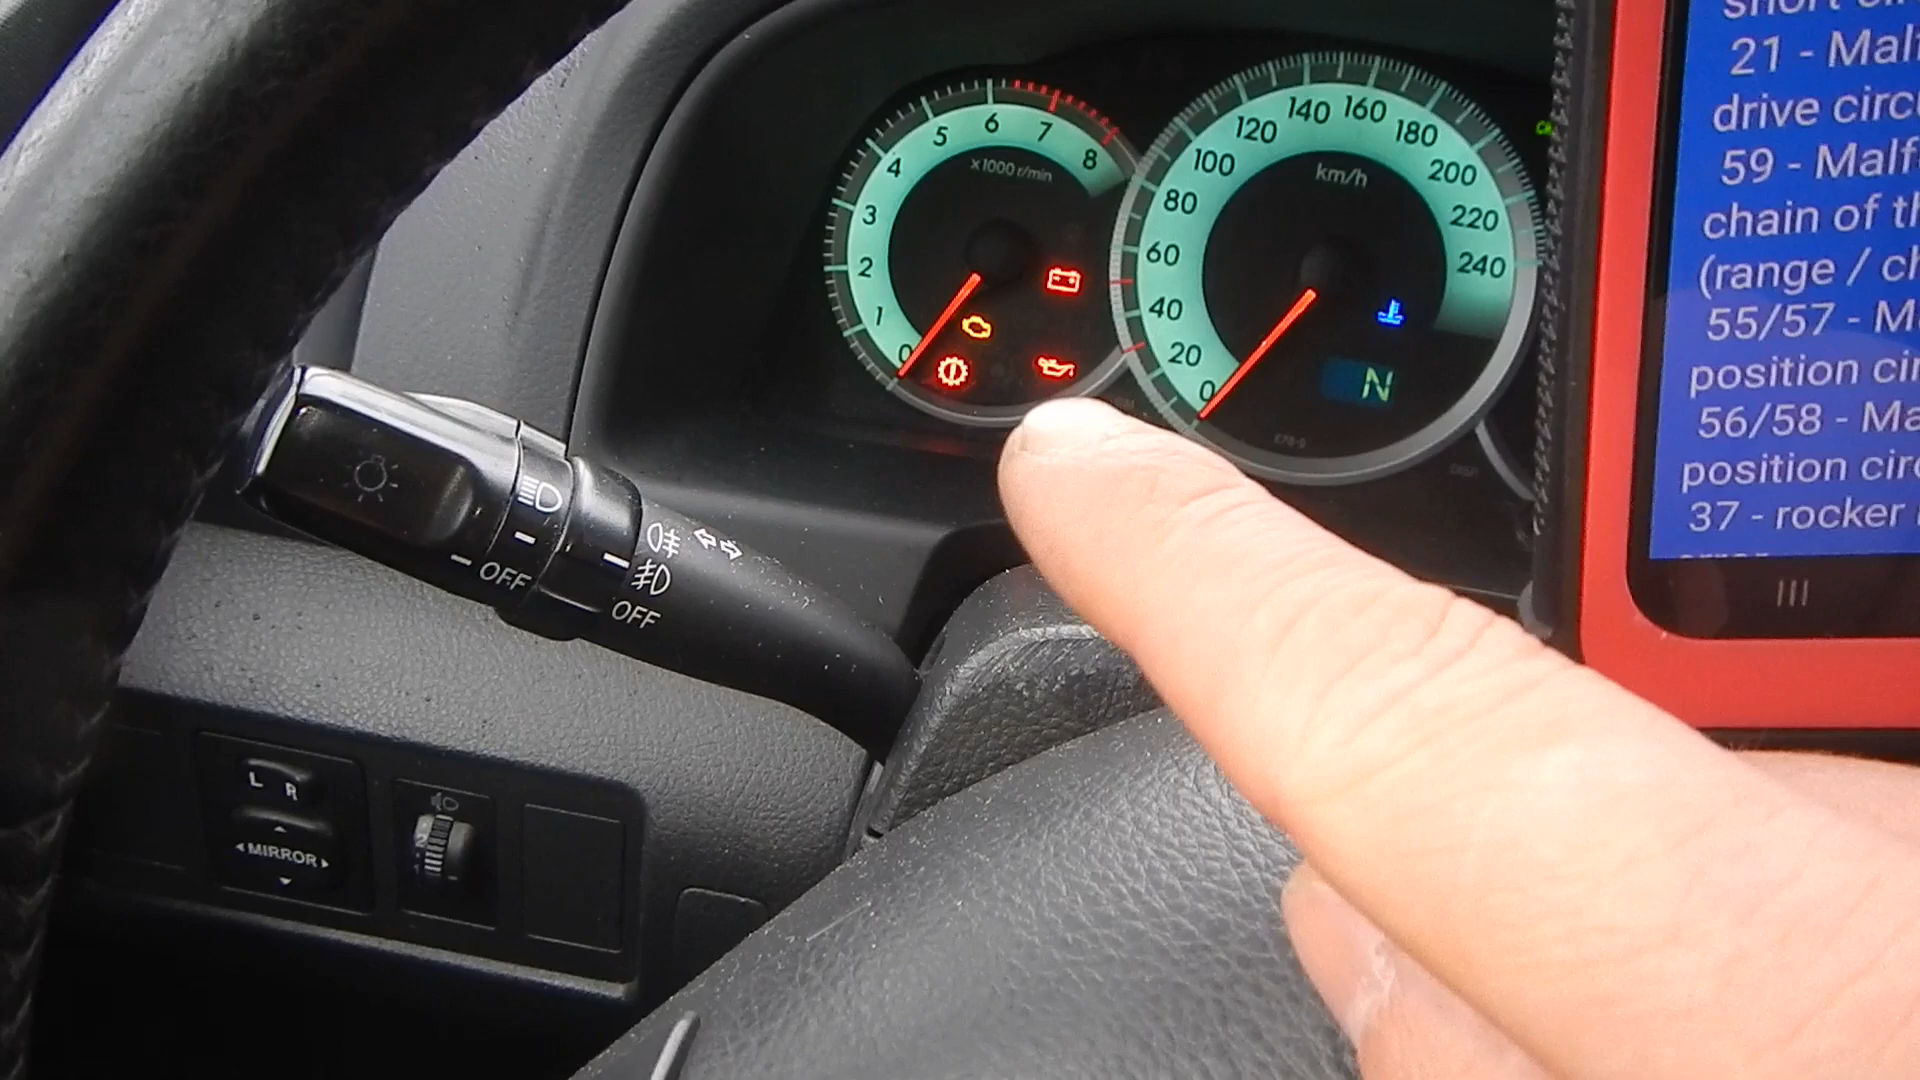 0
1
2
3
4
5
6
7
8
x1000 r/min
0
20
40
60
80
100
120
140
160
180
200
220
240
km/h
N
21 - Malf
drive circu
59 - Malf
chain of th
(range / ch
55/57 - M
position cir
56/58 - Ma
position circ
37 - rocker
OFF
OFF
L R
MIRROR